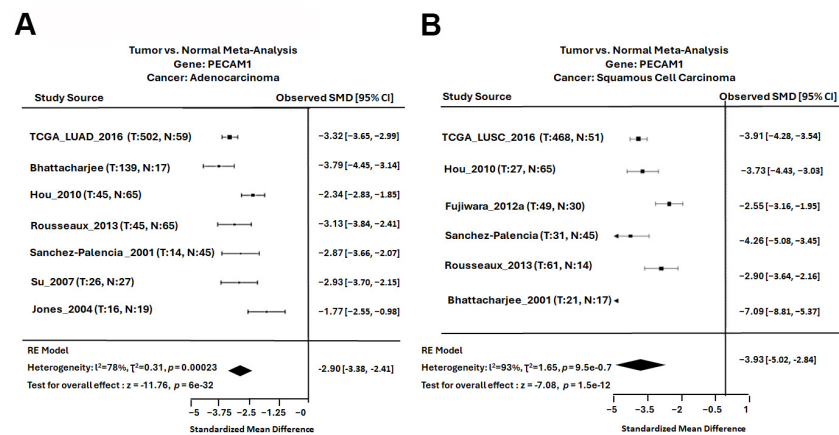 A
Tumor vs. Normal Meta-Analysis
Gene: PECAM1
Cancer: Adenocarcinoma
Study Source Observed SMD [95% CI]
TCGA_LUAD_2016 (T:502, N:59) −3.32 [−3.65, −2.99]
Bhattacharjee (T:139, N:17) −3.79 [−4.45, −3.14]
Hou_2010 (T:45, N:65) −2.34 [−2.83, −1.85]
Rousseaux_2013 (T:45, N:65) −3.13 [−3.84, −2.41]
Sanchez-Palencia_2001 (T:14, N:45) −2.87 [−3.66, −2.07]
Su_2007 (T:26, N:27) −2.93 [−3.70, −2.15]
Jones_2004 (T:16, N:19) −1.77 [−2.55, −0.98]
RE Model
Heterogeneity: I²=78%, T²=0.31, p = 0.00023 −2.90 [−3.38, −2.41]
Test for overall effect : z = -11.76, p = 6e-32
−5 −3.75 −2.5 −1.25 −0
Standardized Mean Difference
B
Tumor vs. Normal Meta-Analysis
Gene: PECAM1
Cancer: Squamous Cell Carcinoma
Study Source Observed SMD [95% CI]
TCGA_LUSC_2016 (T:468, N:51) −3.91 [−4.28, −3.54]
Hou_2010 (T:27, N:65) −3.73 [−4.43, −3.03]
Fujiwara_2012a (T:49, N:30) −2.55 [−3.16, −1.95]
Sanchez-Palencia (T:31, N:45) −4.26 [−5.08, −3.45]
Rousseaux_2013 (T:61, N:14) −2.90 [−3.64, −2.16]
Bhattacharjee_2001 (T:21, N:17) −7.09 [−8.81, −5.37]
RE Model
Heterogeneity: I²=93%, T²=1.65, p = 9.5e-0.7 −3.93 [−5.02, −2.84]
Test for overall effect : z = -7.08, p = 1.5e-12
−5 −3.5 −2 −0.5 1
Standardized Mean Difference